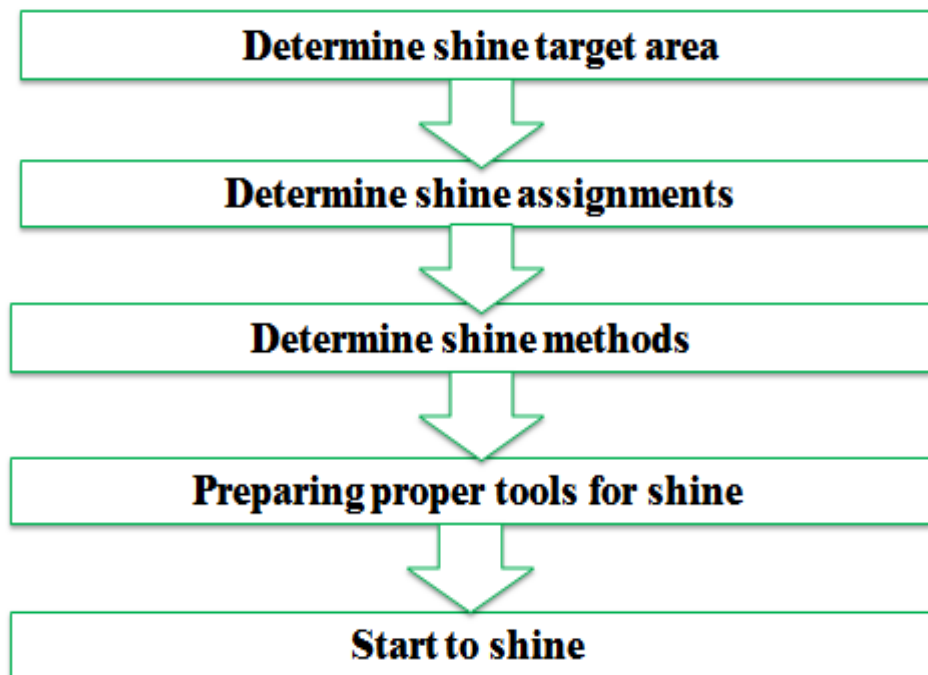 Determine shine target area
Determine shine assignments
Determine shine methods
Preparing proper tools for shine
Start to shine